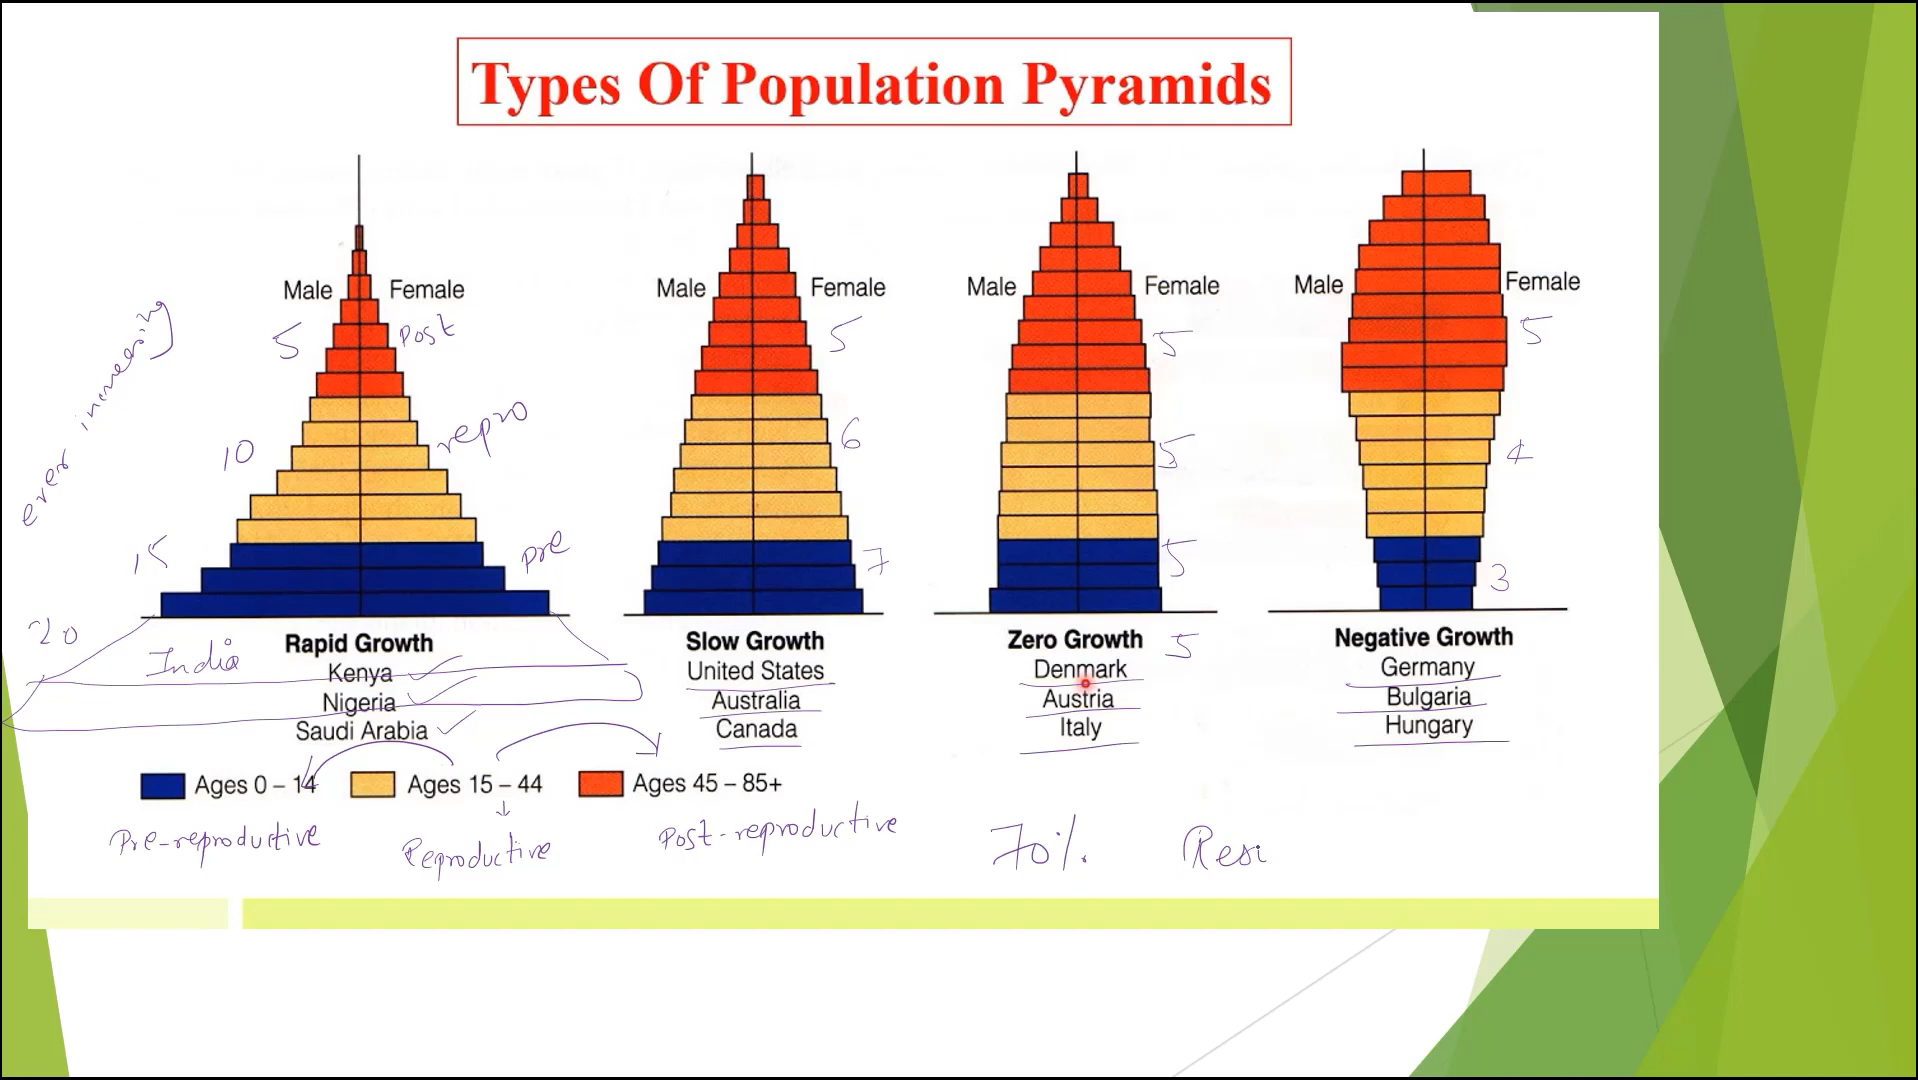 Types Of Population Pyramids
Male Female
5 Post
10 repro
15 pre
ever increasing
20
India
Rapid Growth
Kenya
Nigeria
Saudi Arabia
Male Female
5
6
7
Slow Growth
United States
Australia
Canada
Male Female
5
5
5
Zero Growth 5
Denmark
Austria
Italy
Male Female
5
4
3
Negative Growth
Germany
Bulgaria
Hungary
Ages 0 – 14 Ages 15 – 44 Ages 45 – 85+
Pre-reproductive Reproductive Post-reproductive 70%. Resi